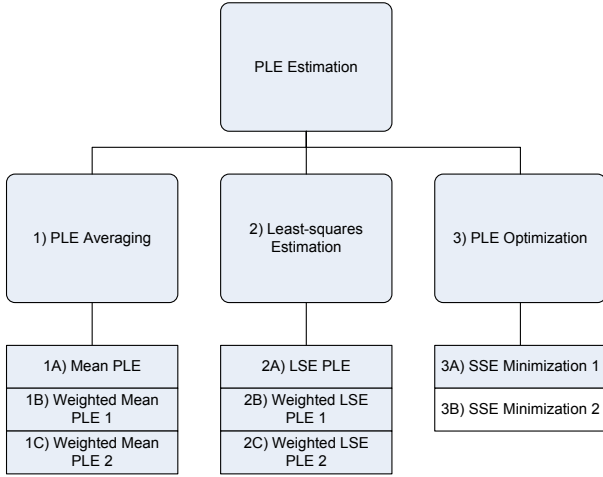 PLE Estimation
1) PLE Averaging
2) Least-squares
Estimation
3) PLE Optimization
1A) Mean PLE
1B) Weighted Mean
PLE 1
1C) Weighted Mean
PLE 2
2A) LSE PLE
2B) Weighted LSE
PLE 1
2C) Weighted LSE
PLE 2
3A) SSE Minimization 1
3B) SSE Minimization 2